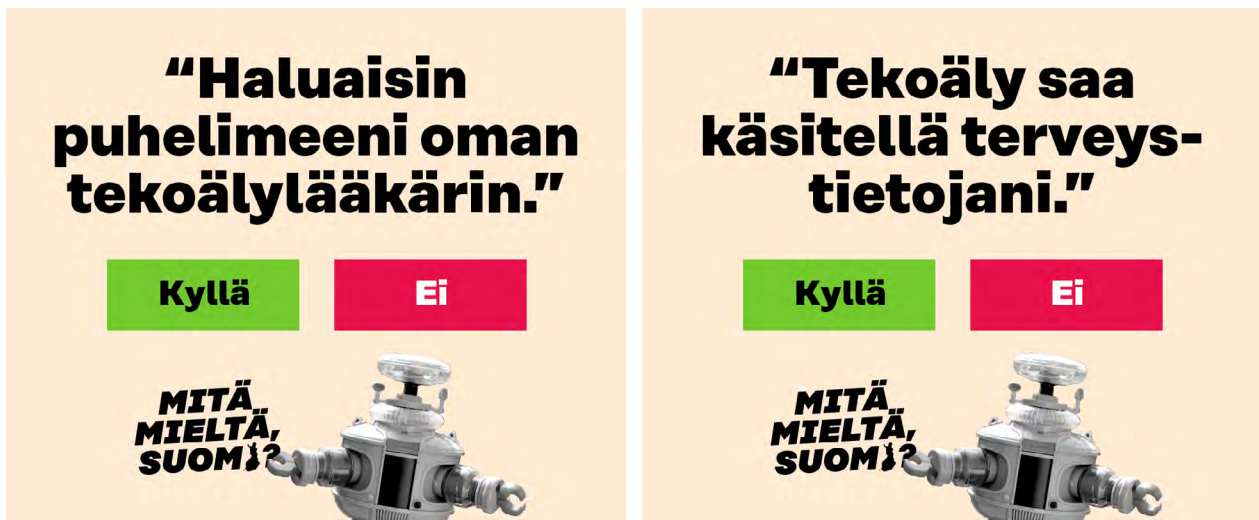 “Haluaisin
puhelimeeni oman
tekoälylääkärin.”
Kyllä
Ei
MITÄ
MIELTÄ,
SUOMI?
“Tekoäly saa
käsitellä terveys-
tietojani.”
Kyllä
Ei
MITÄ
MIELTÄ,
SUOMI?